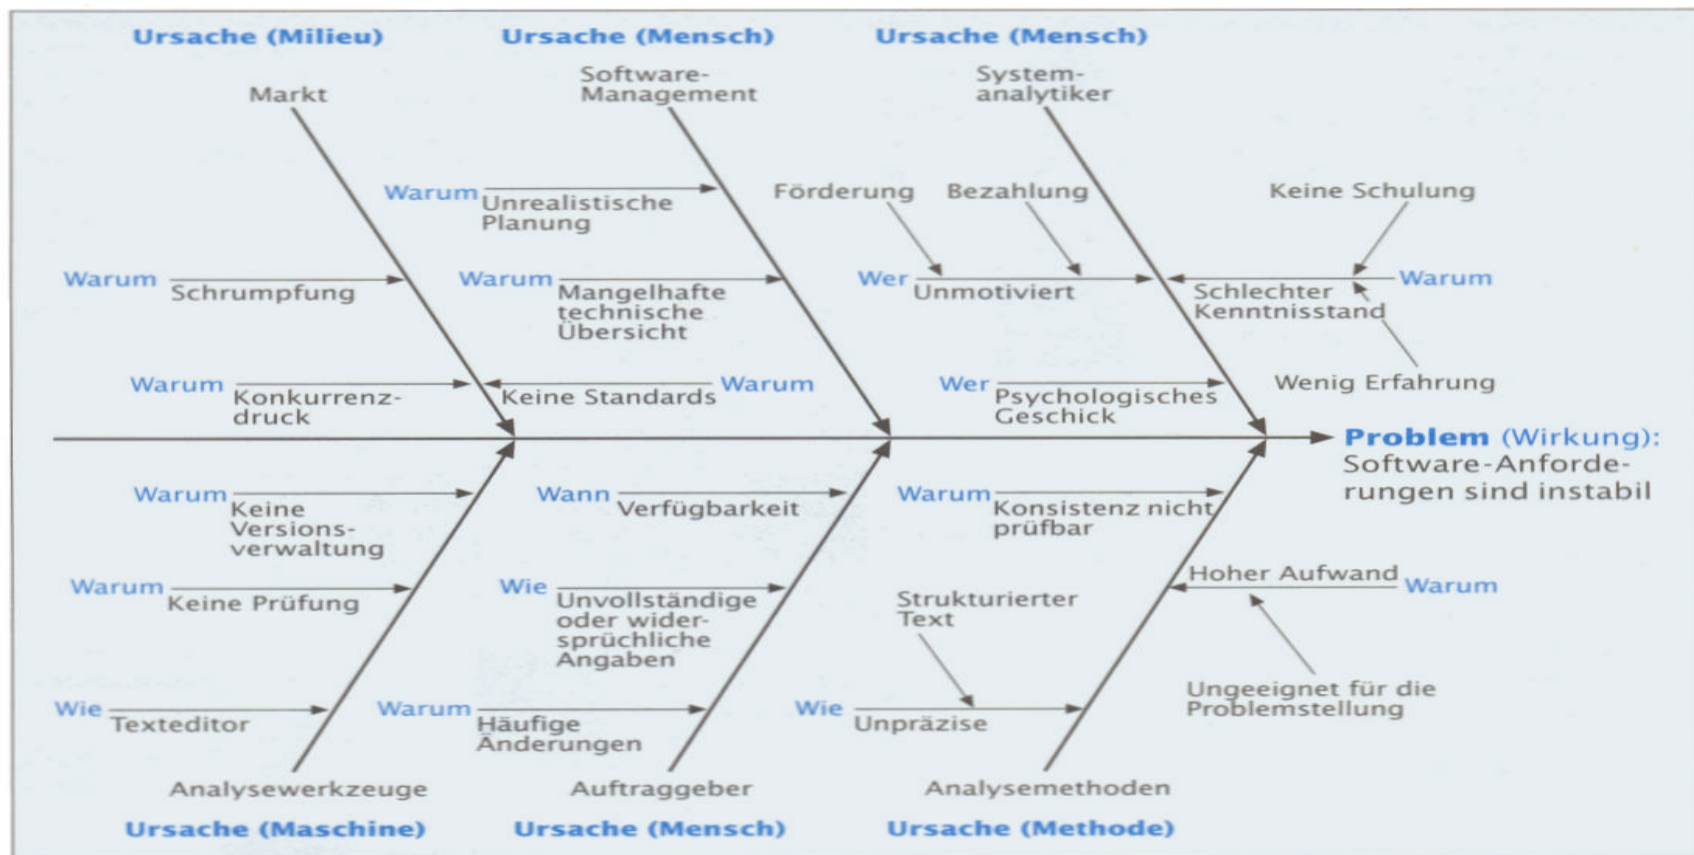 Ursache (Milieu)
Ursache (Mensch)
Ursache (Mensch)
Markt
Software-
Management
System-
analytiker
Warum
Unrealistische
Planung
Förderung
Bezahlung
Keine Schulung
Warum
Schrumpfung
Warum
Mangelhafte
technische
Übersicht
Wer
Unmotiviert
Schlechter
Kenntnisstand
Warum
Warum
Konkurrenz-
druck
Keine Standards
Warum
Wer
Psychologisches
Geschick
Wenig Erfahrung
Problem (Wirkung):
Software-Anforde-
rungen sind instabil
Warum
Keine
Versions-
verwaltung
Wann
Verfügbarkeit
Warum
Konsistenz nicht
prüfbar
Warum
Keine Prüfung
Wie
Unvollständige
oder wider-
sprüchliche
Angaben
Strukturierter
Text
Hoher Aufwand
Warum
Wie
Texteditor
Warum
Häufige
Änderungen
Wie
Unpräzise
Ungeeignet für die
Problemstellung
Analysewerkzeuge
Auftraggeber
Analysemethoden
Ursache (Maschine)
Ursache (Mensch)
Ursache (Methode)